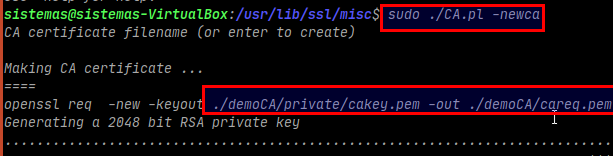 sistemas@sistemas-VirtualBox:/usr/lib/ssl/misc$ sudo ./CA.pl -newca
CA certificate filename (or enter to create)
Making CA certificate ...
====
openssl req  -new -keyout ./demoCA/private/cakey.pem -out ./demoCA/careq.pem
Generating a 2048 bit RSA private key
................................................................................